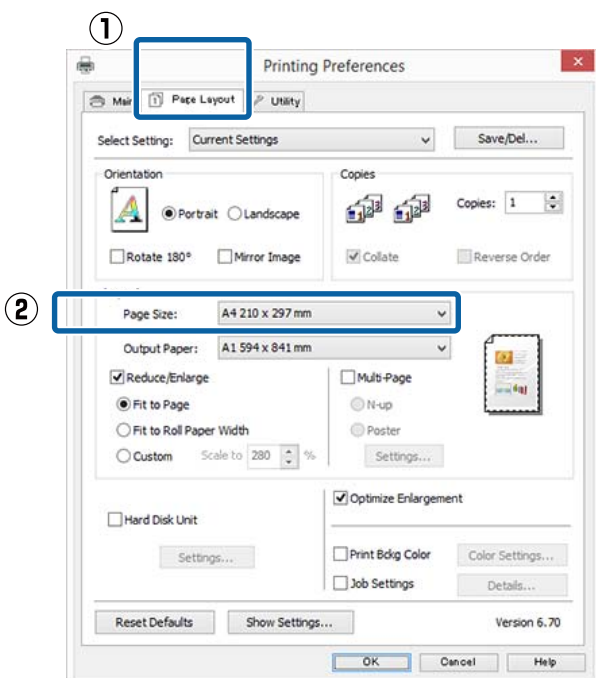 ①
Printing Preferences
Main Page Layout Utility
Select Setting: Current Settings Save/Del...
Orientation Copies
Portrait Landscape Copies: 1
Rotate 180° Mirror Image Collate Reverse Order
②
Page Size: A4 210 x 297 mm
Output Paper: A1 594 x 841 mm
Reduce/Enlarge Multi-Page
Fit to Page N-up
Fit to Roll Paper Width Poster
Custom Scale to 280 % Settings...
Optimize Enlargement
Hard Disk Unit
Settings... Print Bckg Color Color Settings...
Job Settings Details...
Reset Defaults Show Settings... Version 6.70
OK Cancel Help